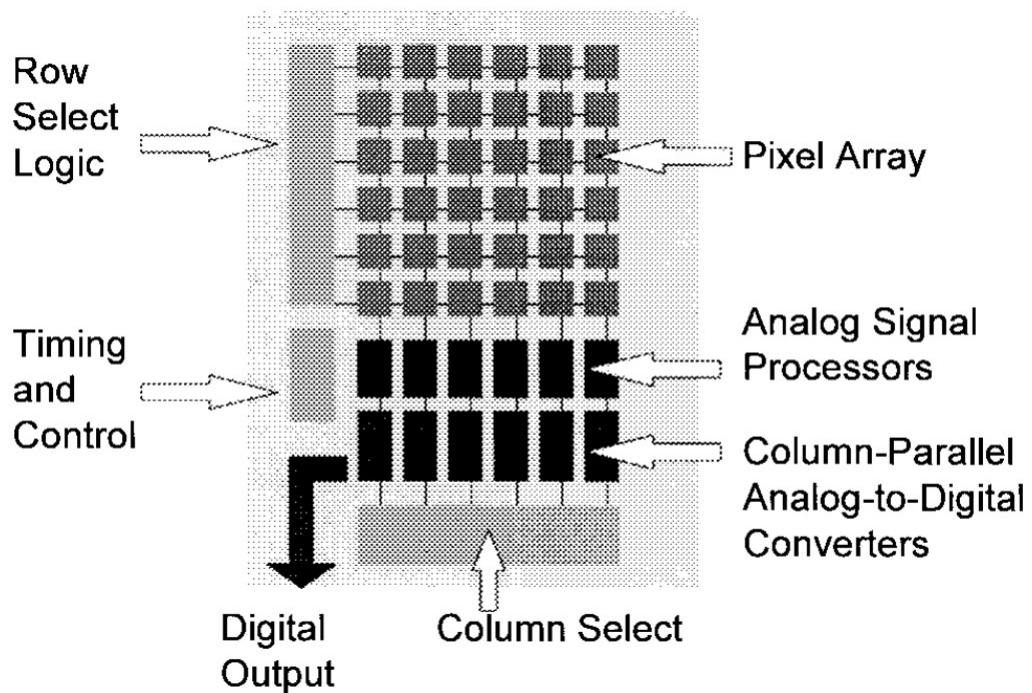 Row
Select
Logic
Pixel Array
Timing
and
Control
Analog Signal
Processors
Column-Parallel
Analog-to-Digital
Converters
Digital
Output
Column Select